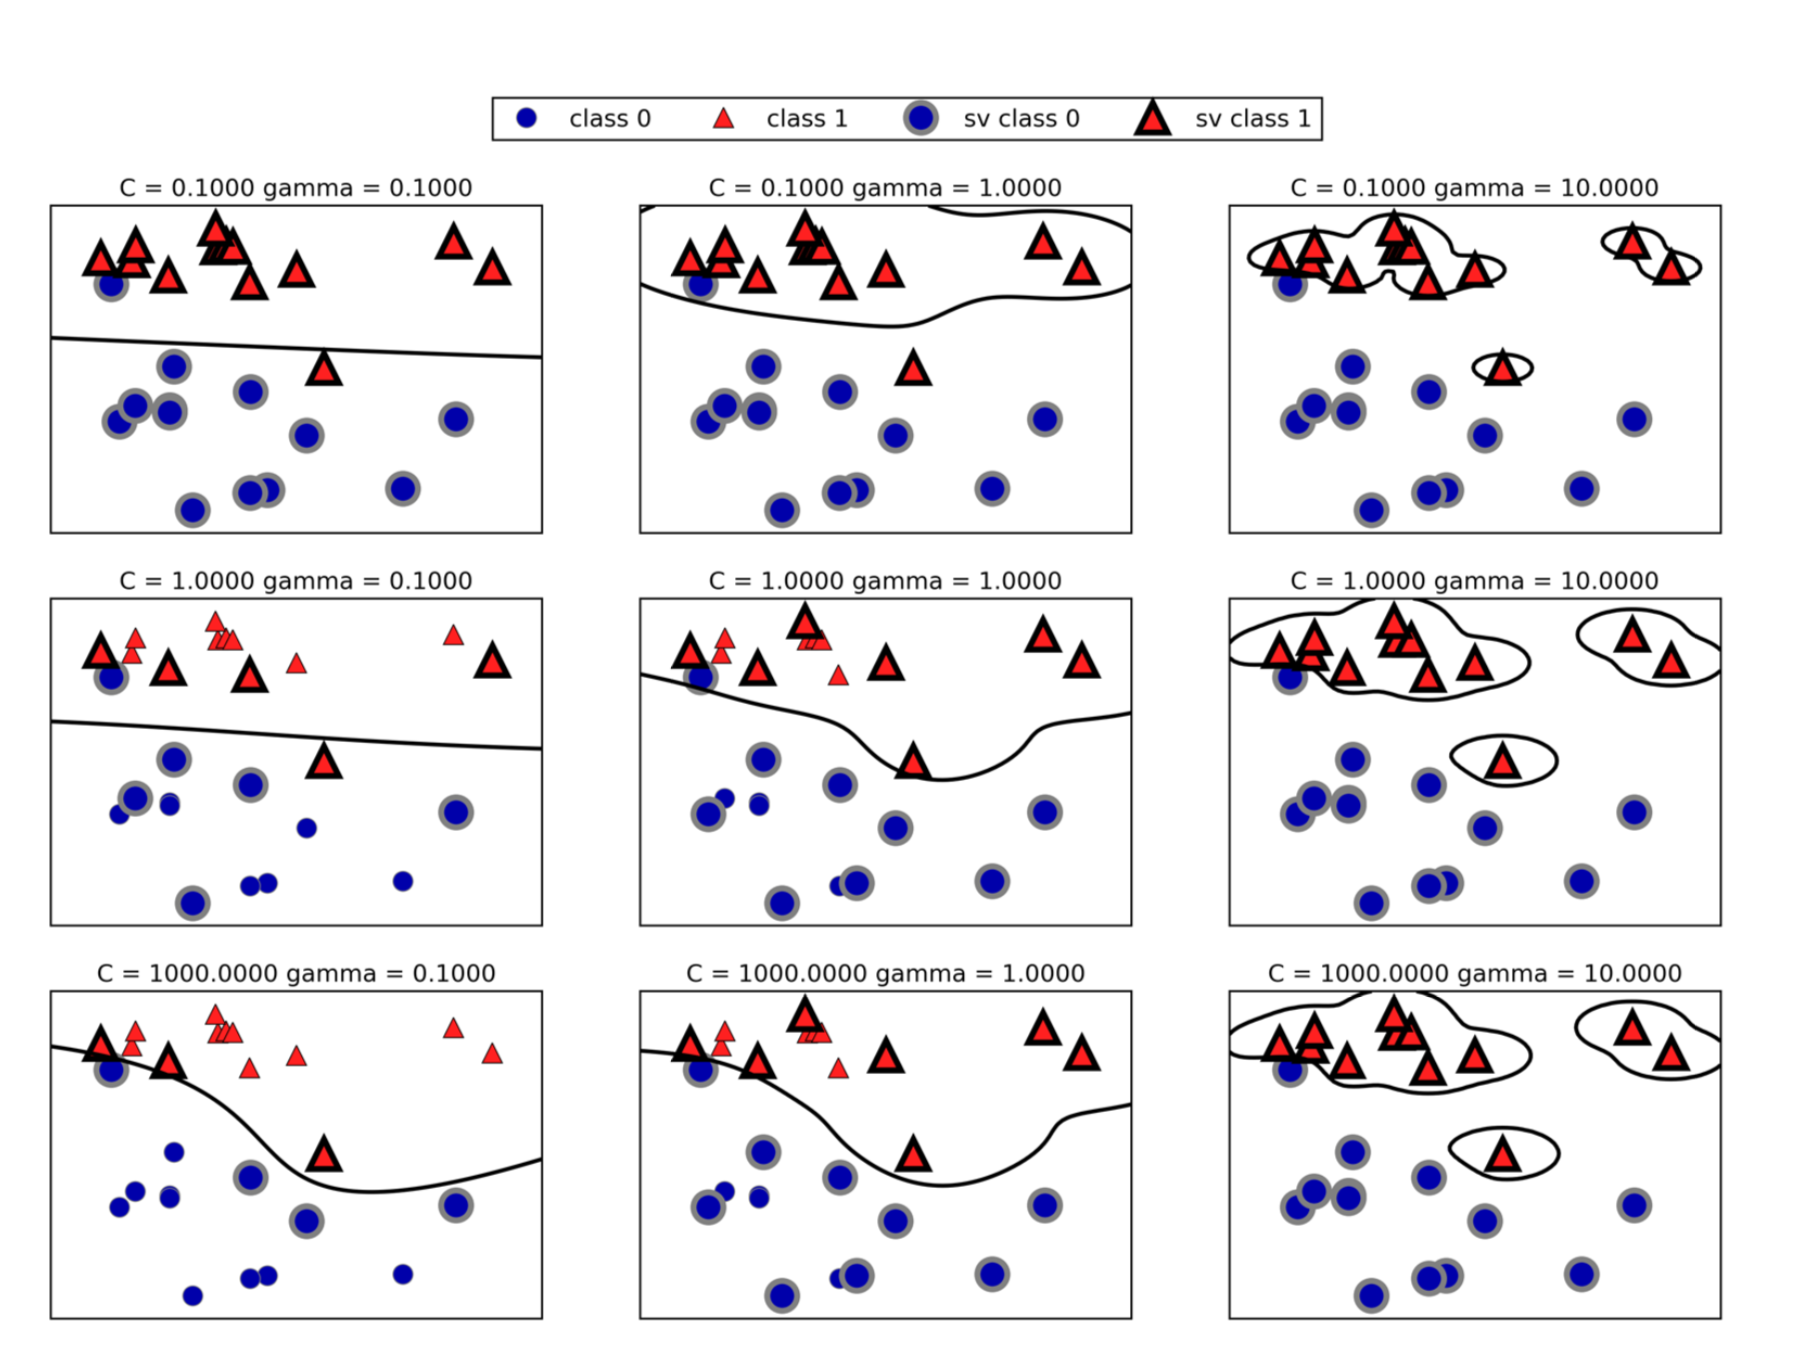 class 0 class 1 sv class 0 sv class 1
C = 0.1000 gamma = 0.1000
C = 0.1000 gamma = 1.0000
C = 0.1000 gamma = 10.0000
C = 1.0000 gamma = 0.1000
C = 1.0000 gamma = 1.0000
C = 1.0000 gamma = 10.0000
C = 1000.0000 gamma = 0.1000
C = 1000.0000 gamma = 1.0000
C = 1000.0000 gamma = 10.0000